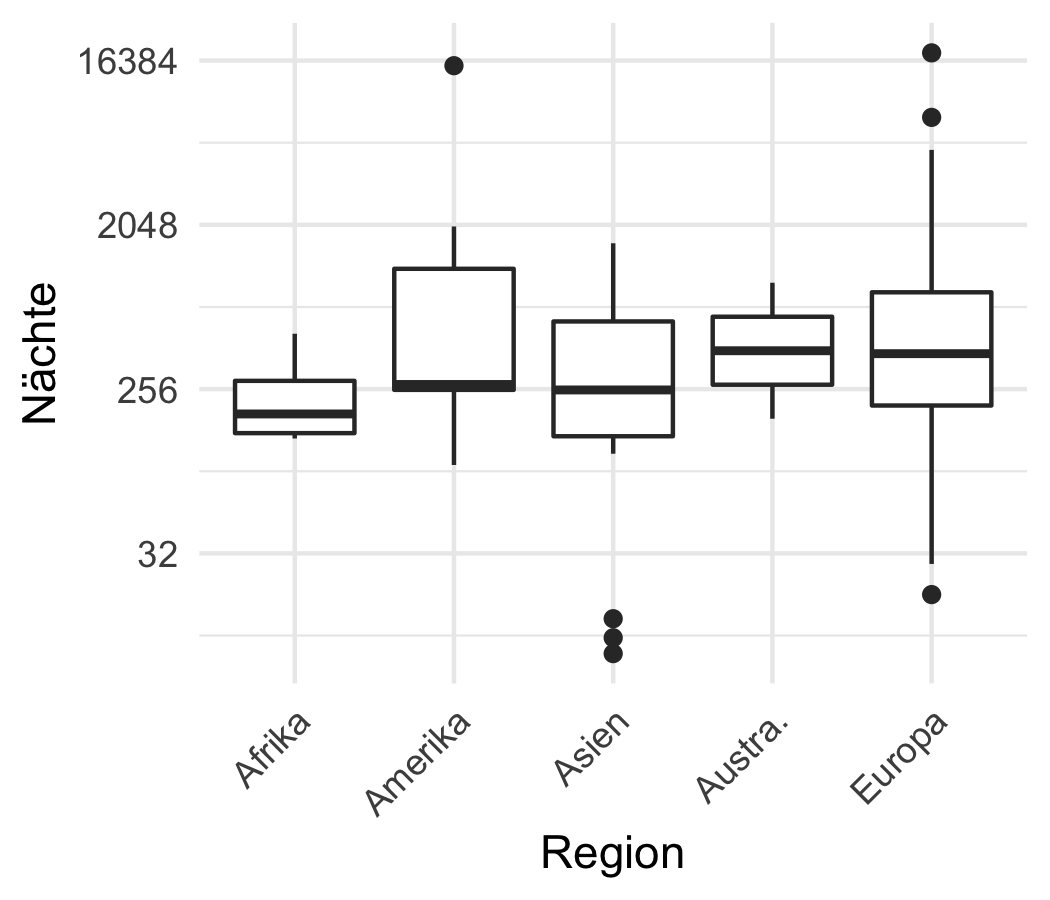 Nächte
16384
2048
256
32
Afrika
Amerika
Asien
Austra.
Europa
Region